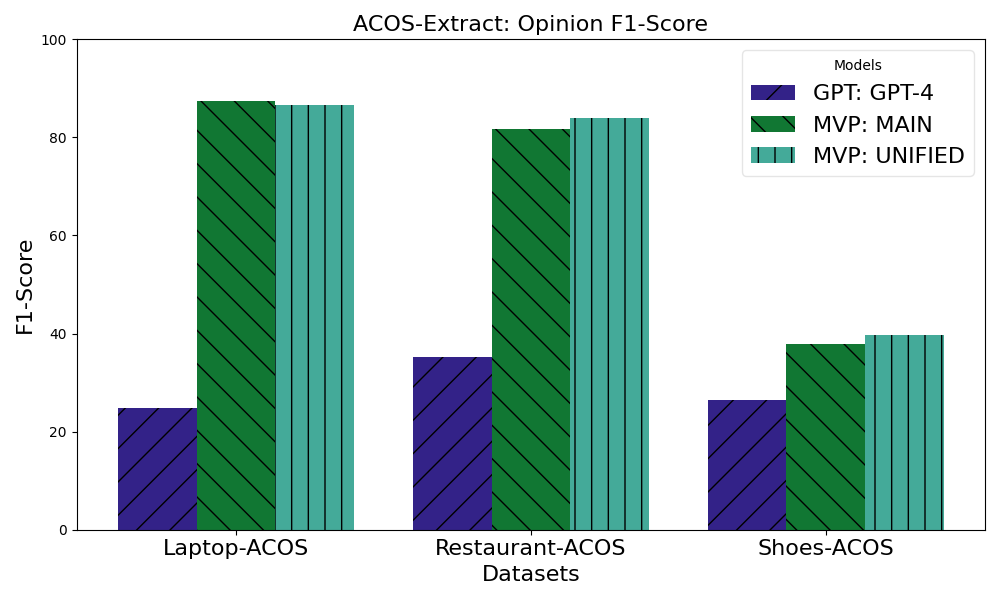 ACOS-Extract: Opinion F1-Score
100
80
60
40
20
0
F1-Score
Models
GPT: GPT-4
MVP: MAIN
MVP: UNIFIED
Laptop-ACOS
Restaurant-ACOS
Shoes-ACOS
Datasets